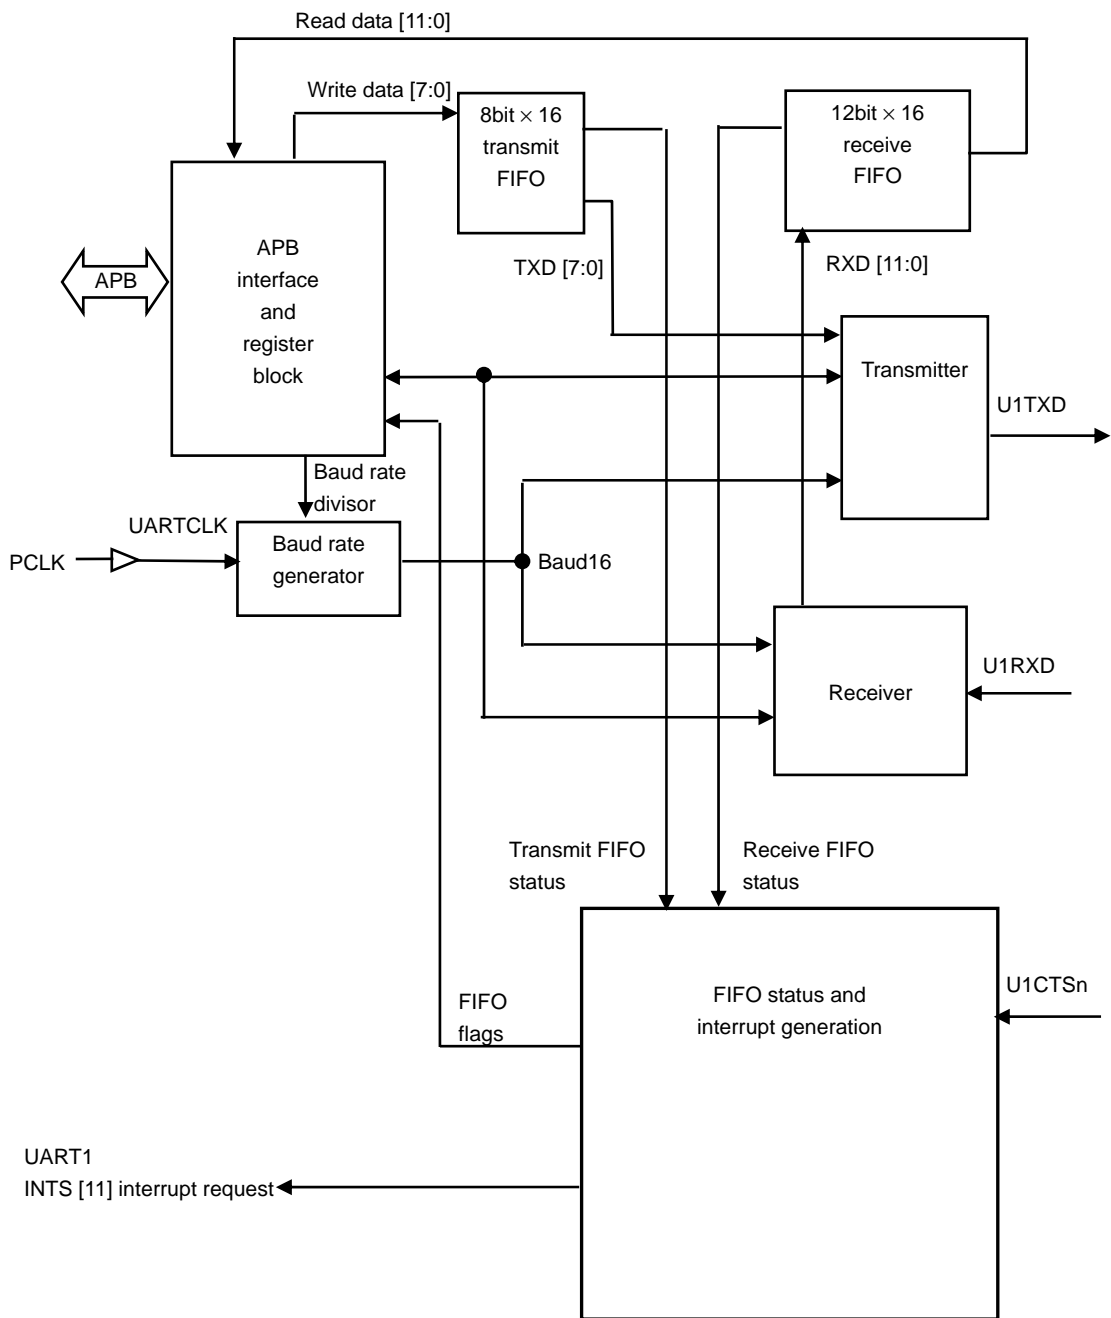 Read data [11:0]
Write data [7:0]
8bit × 16
transmit
FIFO
12bit × 16
receive
FIFO
APB
interface
and
register
block
APB
TXD [7:0]
RXD [11:0]
Transmitter
U1TXD
Baud rate
divisor
UARTCLK
PCLK
Baud rate
generator
Baud16
U1RXD
Receiver
Transmit FIFO
status
Receive FIFO
status
U1CTSn
FIFO status and
interrupt generation
FIFO
flags
UART1
INTS [11] interrupt request